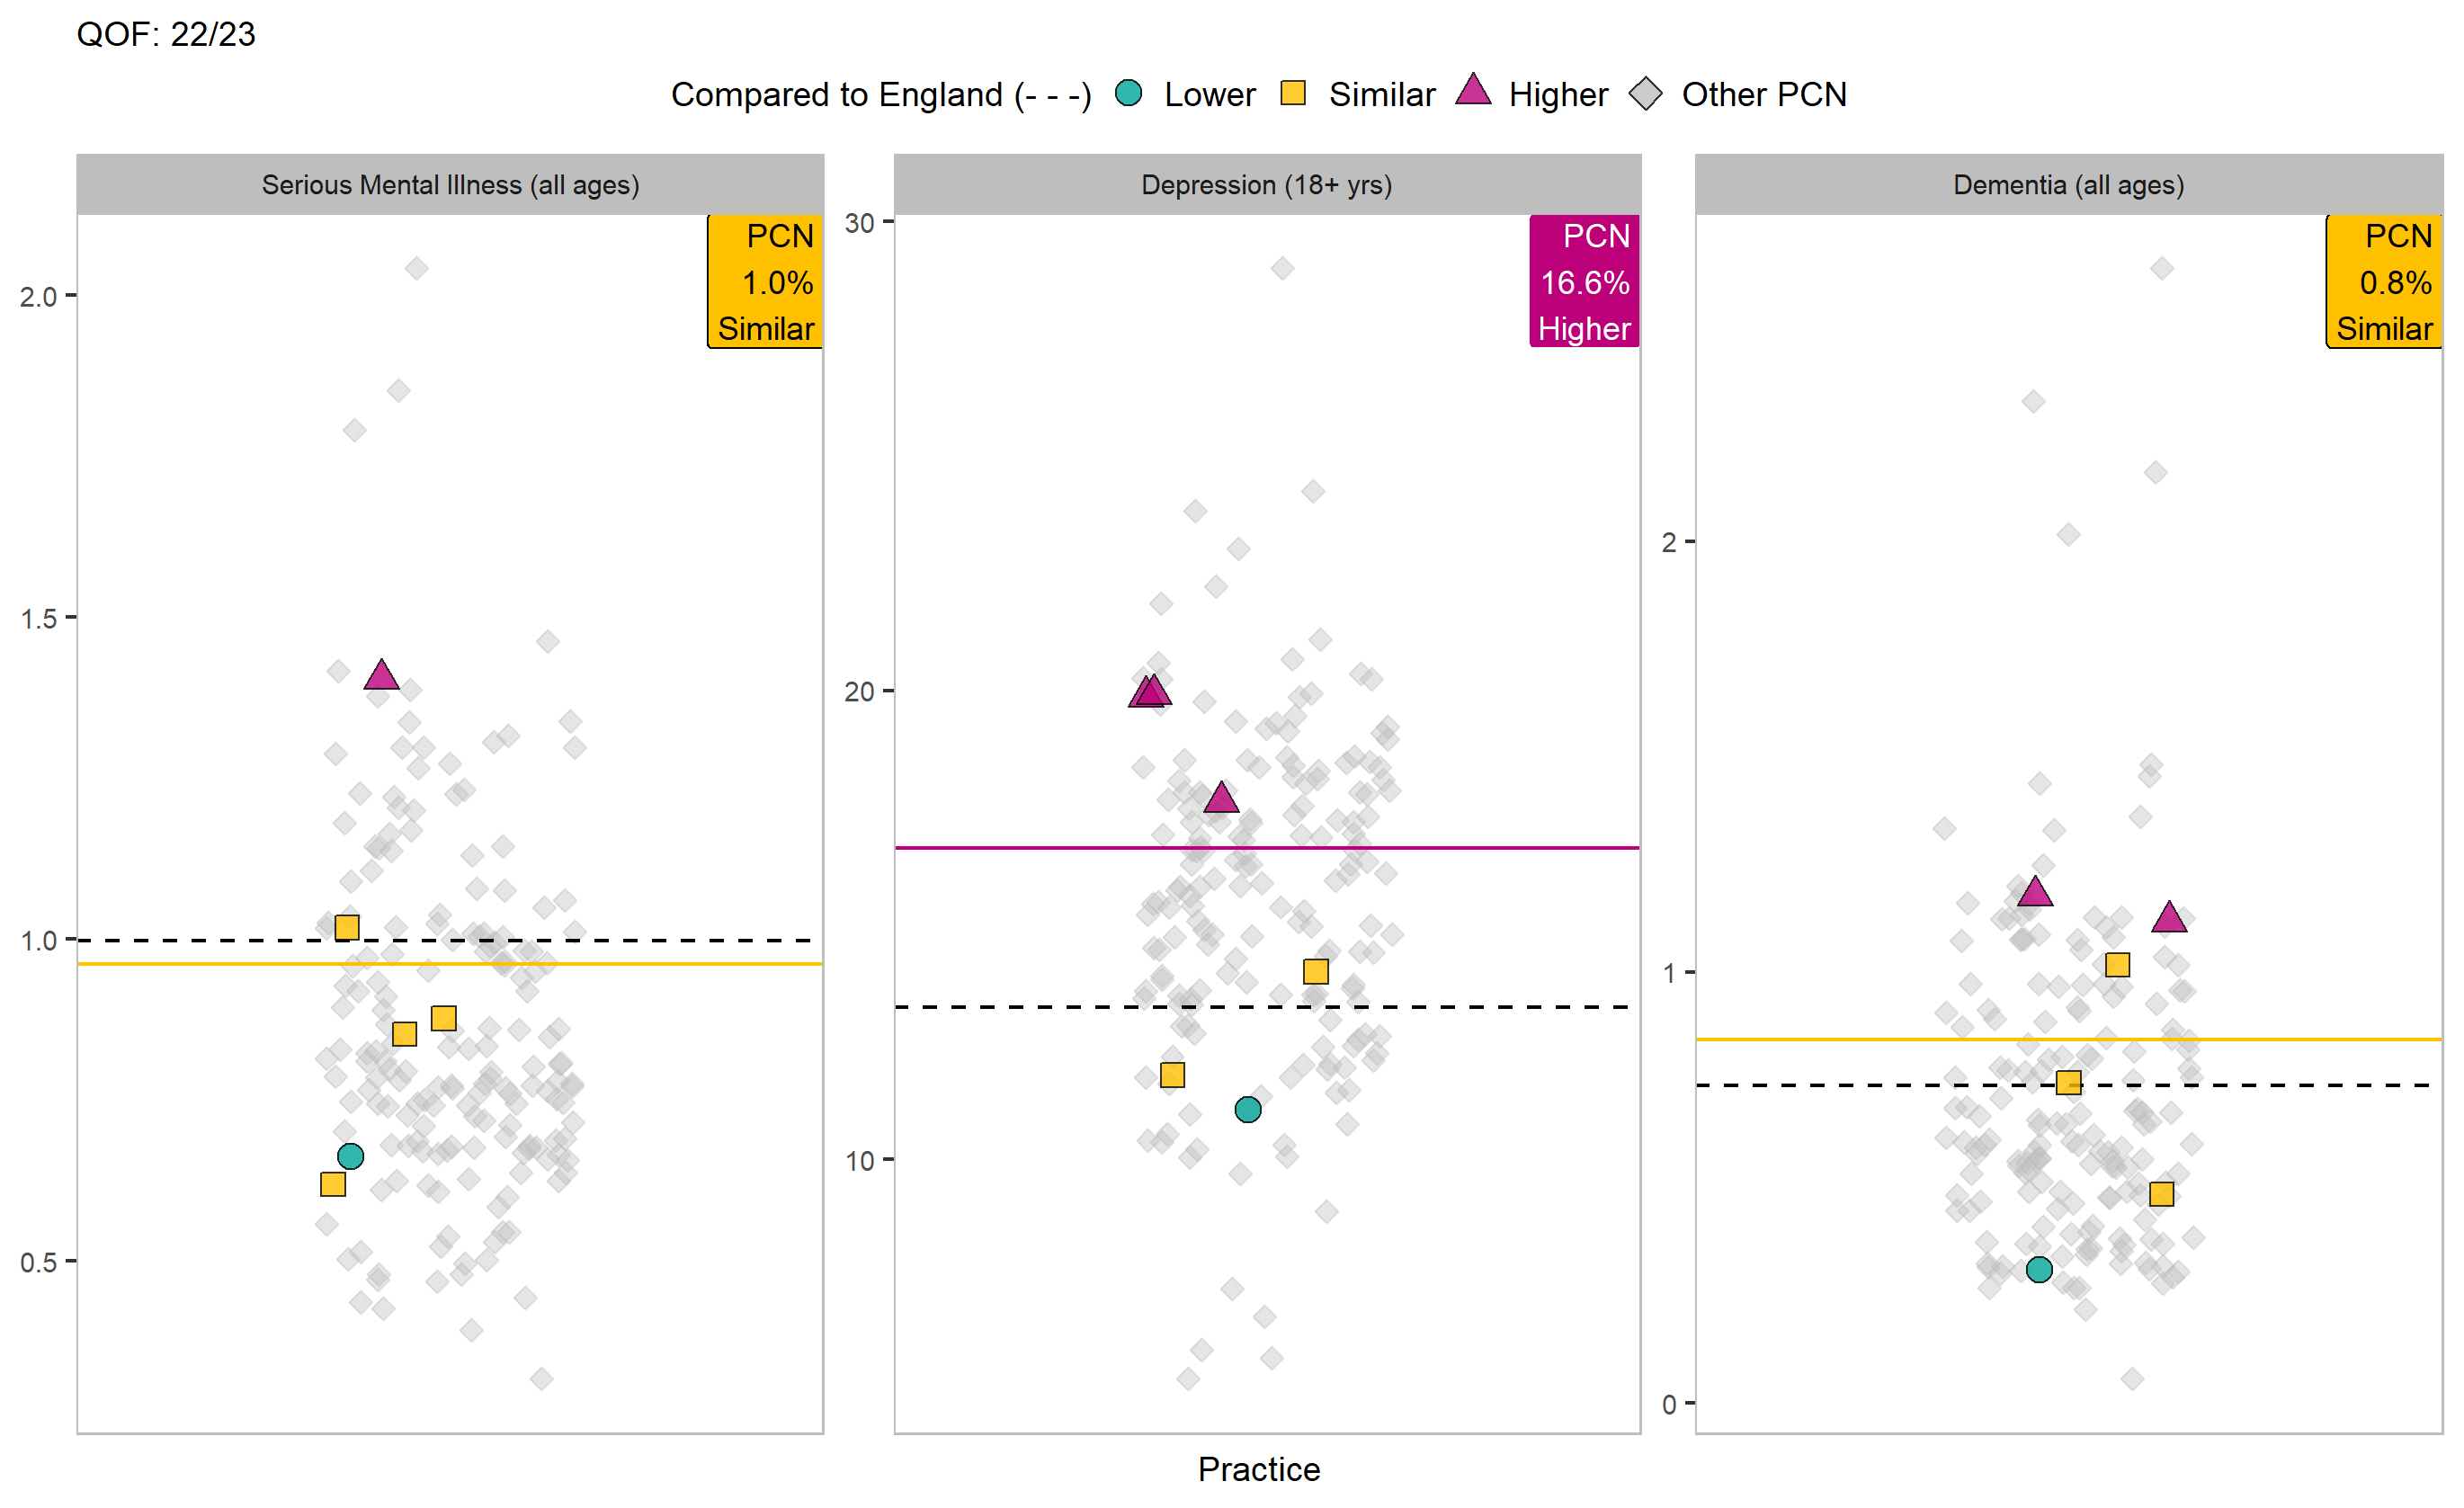 QOF: 22/23
Compared to England (- - -) Lower Similar Higher Other PCN
Serious Mental Illness (all ages)
PCN
1.0%
Similar
2.0
1.5
1.0
0.5
Depression (18+ yrs)
PCN
16.6%
Higher
30
20
10
Dementia (all ages)
PCN
0.8%
Similar
2
1
0
Practice